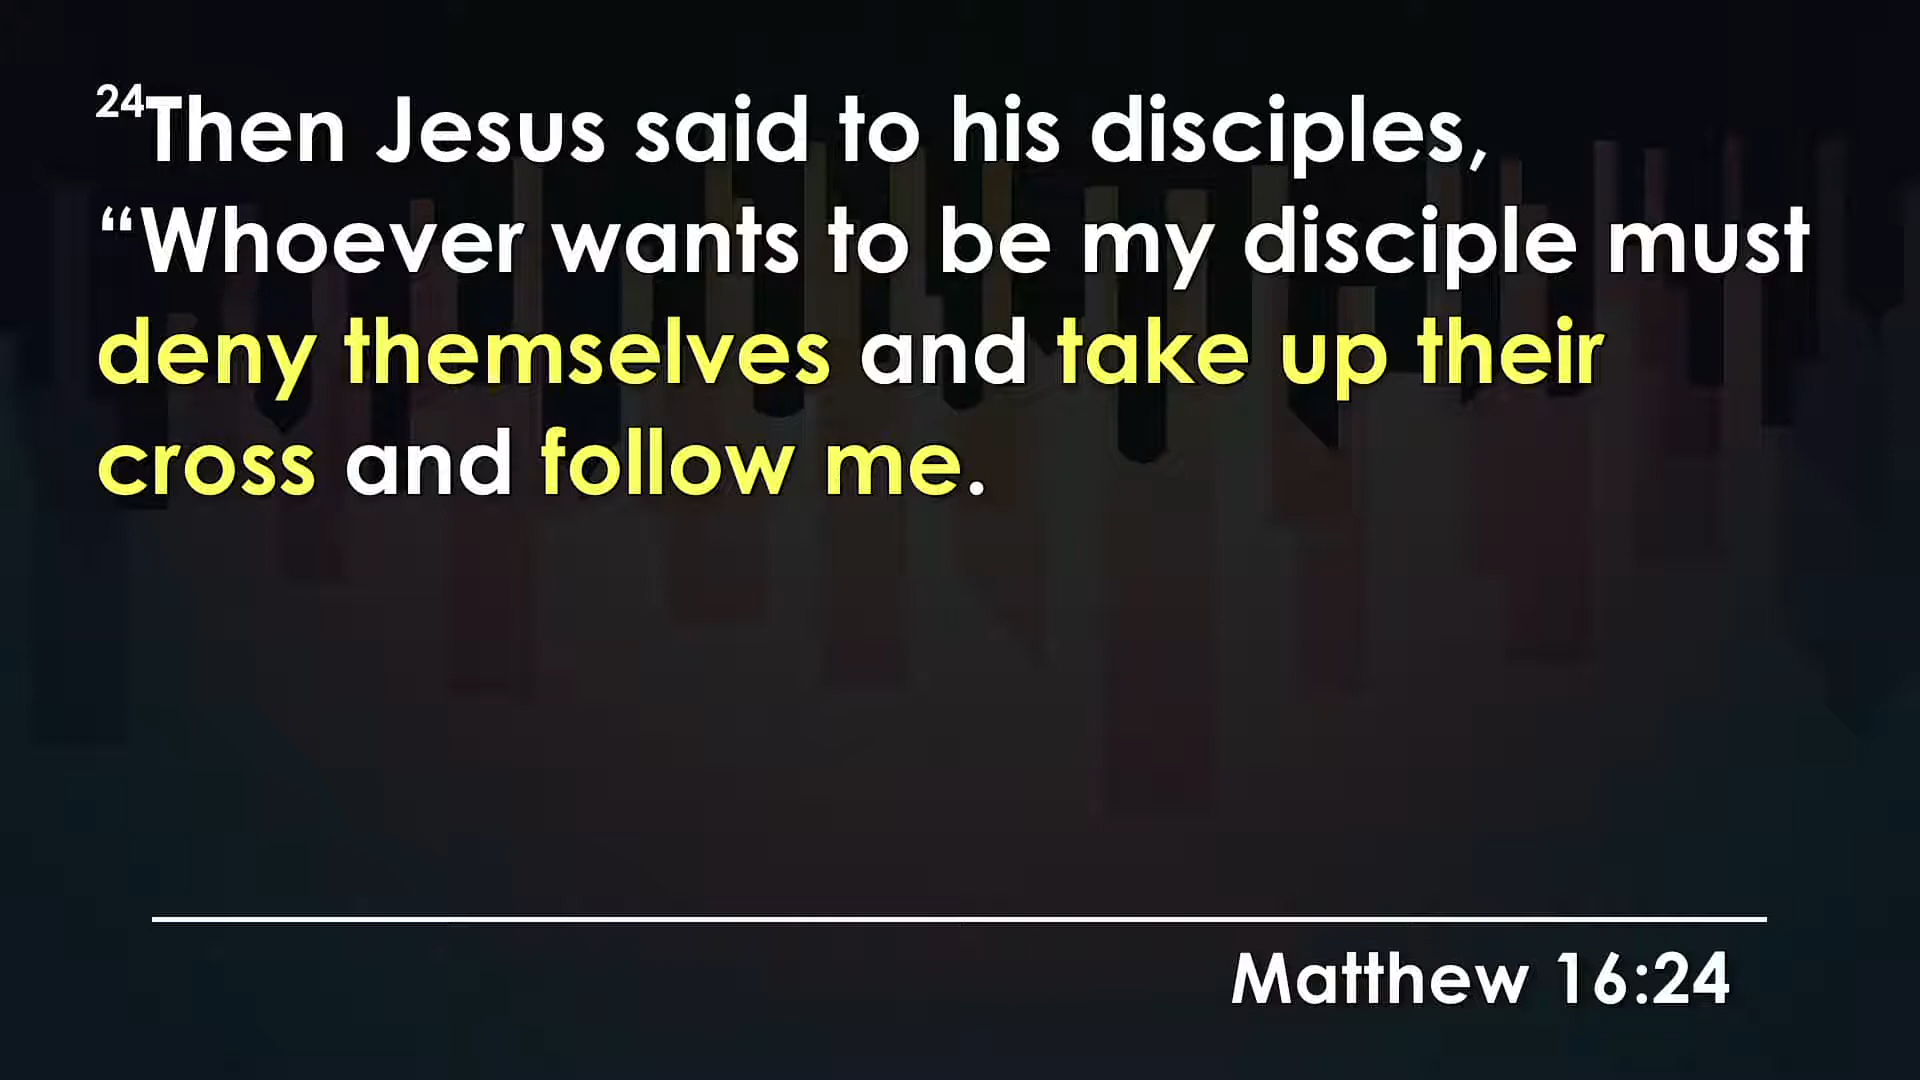 24Then Jesus said to his disciples,
“Whoever wants to be my disciple must
deny themselves and take up their
cross and follow me.
Matthew 16:24